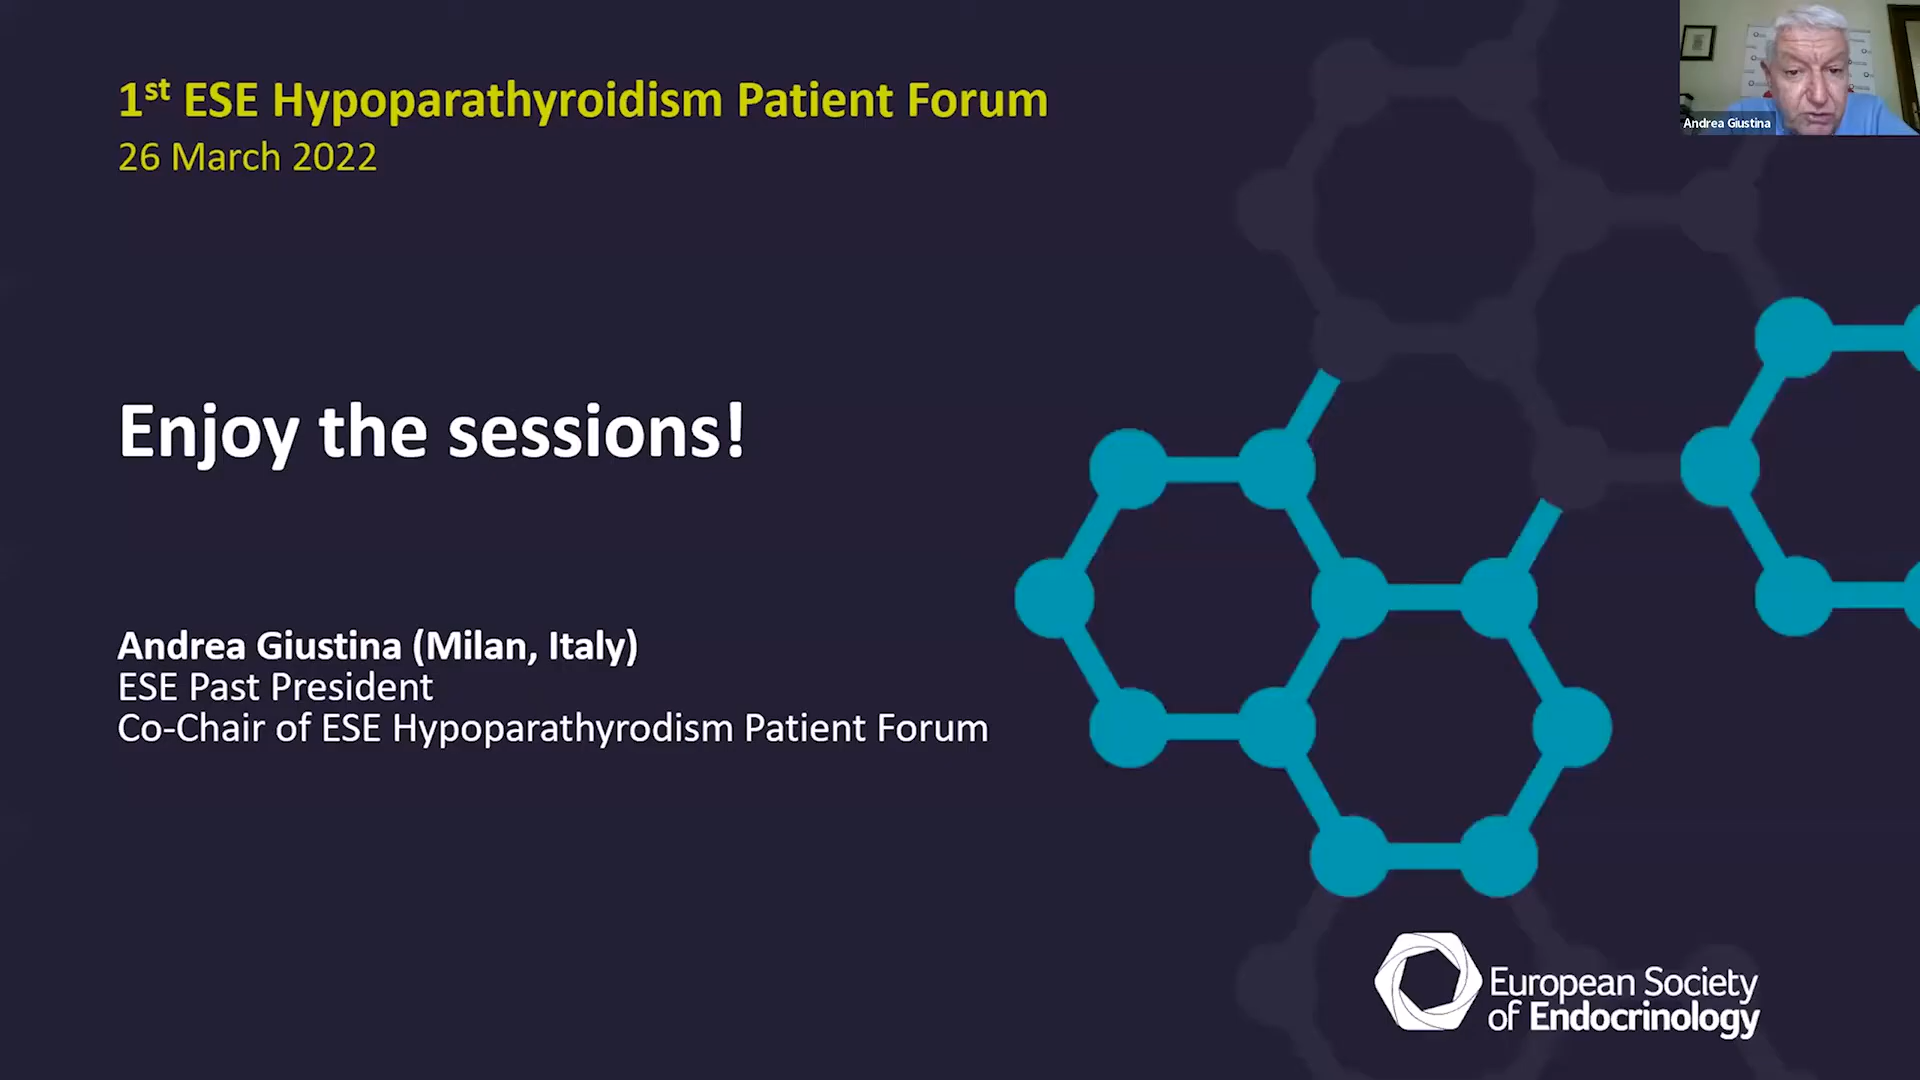 1st ESE Hypoparathyroidism Patient Forum
26 March 2022
Andrea Giustina
Enjoy the sessions!
Andrea Giustina (Milan, Italy)
ESE Past President
Co-Chair of ESE Hypoparathyrodism Patient Forum
European Society
of Endocrinology